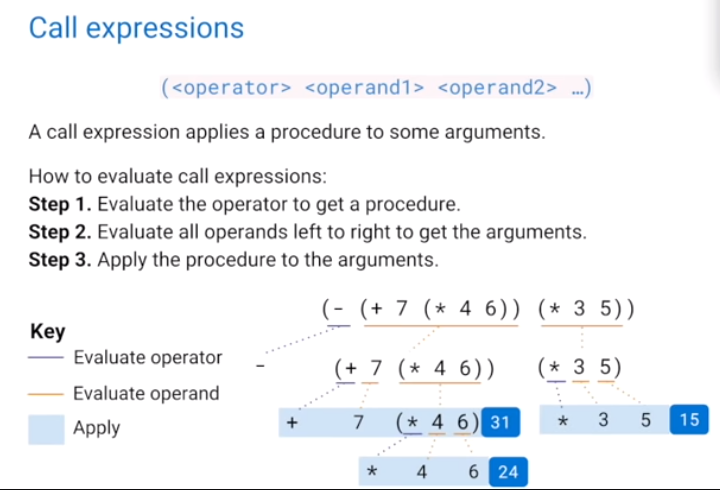 Call expressions
(<operator> <operand1> <operand2> …)
A call expression applies a procedure to some arguments.
How to evaluate call expressions:
Step 1. Evaluate the operator to get a procedure.
Step 2. Evaluate all operands left to right to get the arguments.
Step 3. Apply the procedure to the arguments.
(- (+ 7 (* 4 6)) (* 3 5))
Key
Evaluate operator
- (+ 7 (* 4 6)) (* 3 5)
Evaluate operand
Apply
+ 7 (* 4 6) 31 * 3 5 15
* 4 6 24